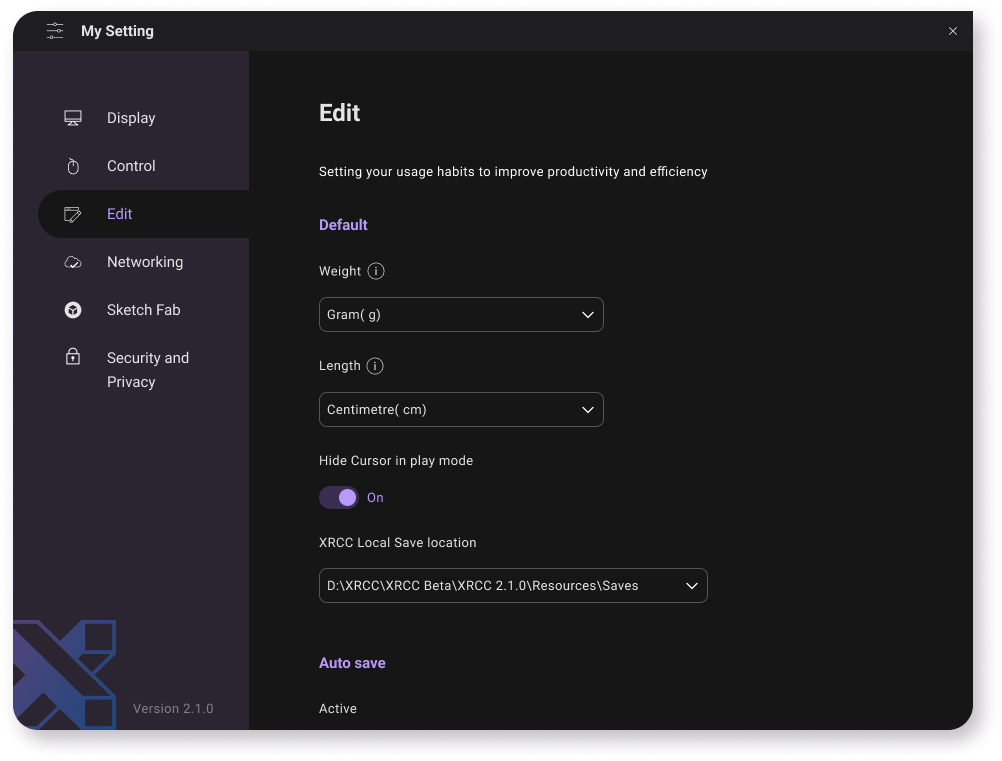 My Setting
Display
Control
Edit
Networking
Sketch Fab
Security and
Privacy
Version 2.1.0
Edit
Setting your usage habits to improve productivity and efficiency
Default
Weight
Gram( g)
Length
Centimetre( cm)
Hide Cursor in play mode
On
XRCC Local Save location
D:\XRCC\XRCC Beta\XRCC 2.1.0\Resources\Saves
Auto save
Active